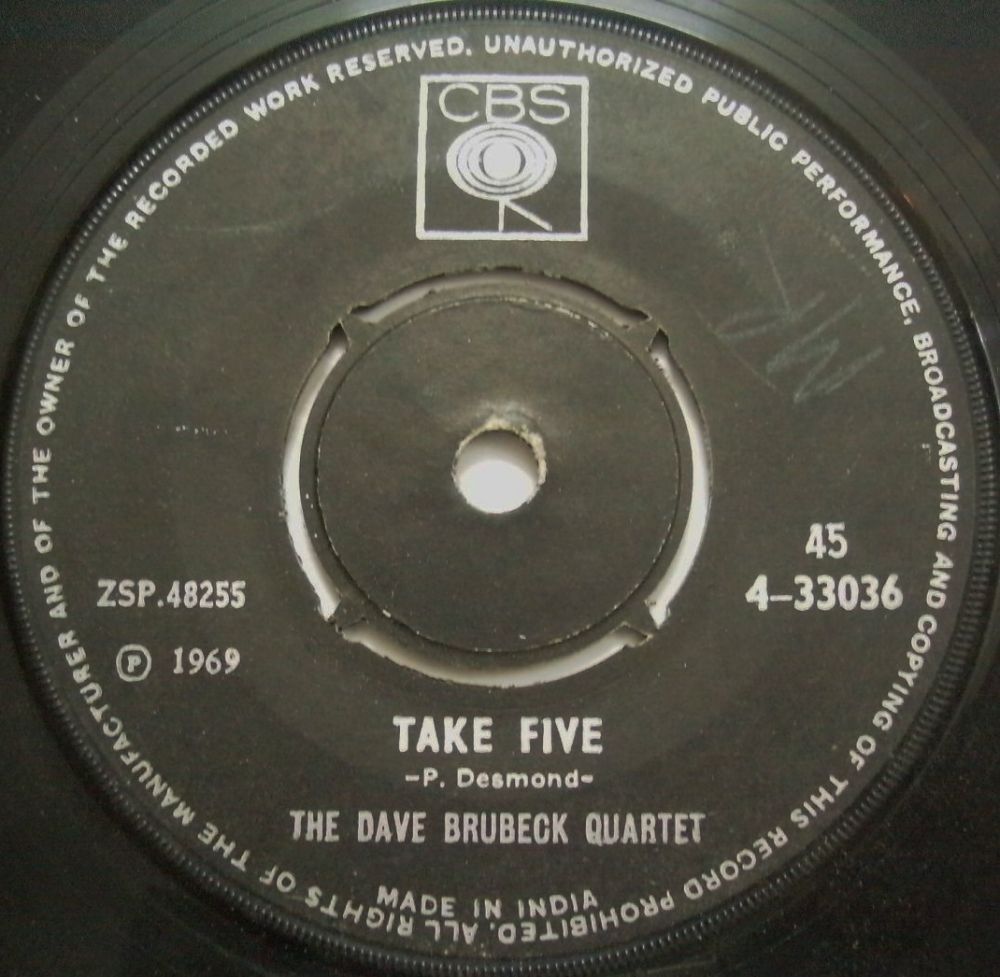 CBS
45
ZSP.48255
4-33036
Ⓟ 1969
TAKE FIVE
-P. Desmond-
THE DAVE BRUBECK QUARTET
MADE IN INDIA
ALL RIGHTS OF THE MANUFACTURER AND OF THE OWNER OF THE RECORDED WORK RESERVED. UNAUTHORIZED PUBLIC PERFORMANCE, BROADCASTING AND COPYING OF THIS RECORD PROHIBITED.